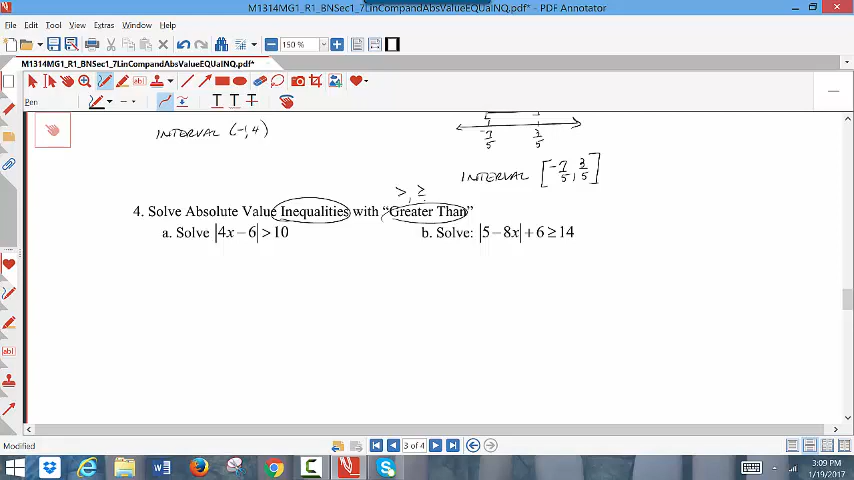 M1314MG1_R1_BNSec1_7LinCompandAbsValueEQUaINQ.pdf* - PDF Annotator
File Edit Tool View Insert Extras Window Help
150 %
M1314MG1_R1_BNSec1_7LinCompandAbsValueEQUaINQ.pdf*
Pen
-7/5 3/5
INTERVAL (-1,4)
INTERVAL [-7/5, 3/5]
>, ≥
4. Solve Absolute Value Inequalities with “Greater Than”
a. Solve |4x − 6| > 10 b. Solve: |5 − 8x| + 6 ≥ 14
Modified
3 of 4
3:09 PM
1/19/2017